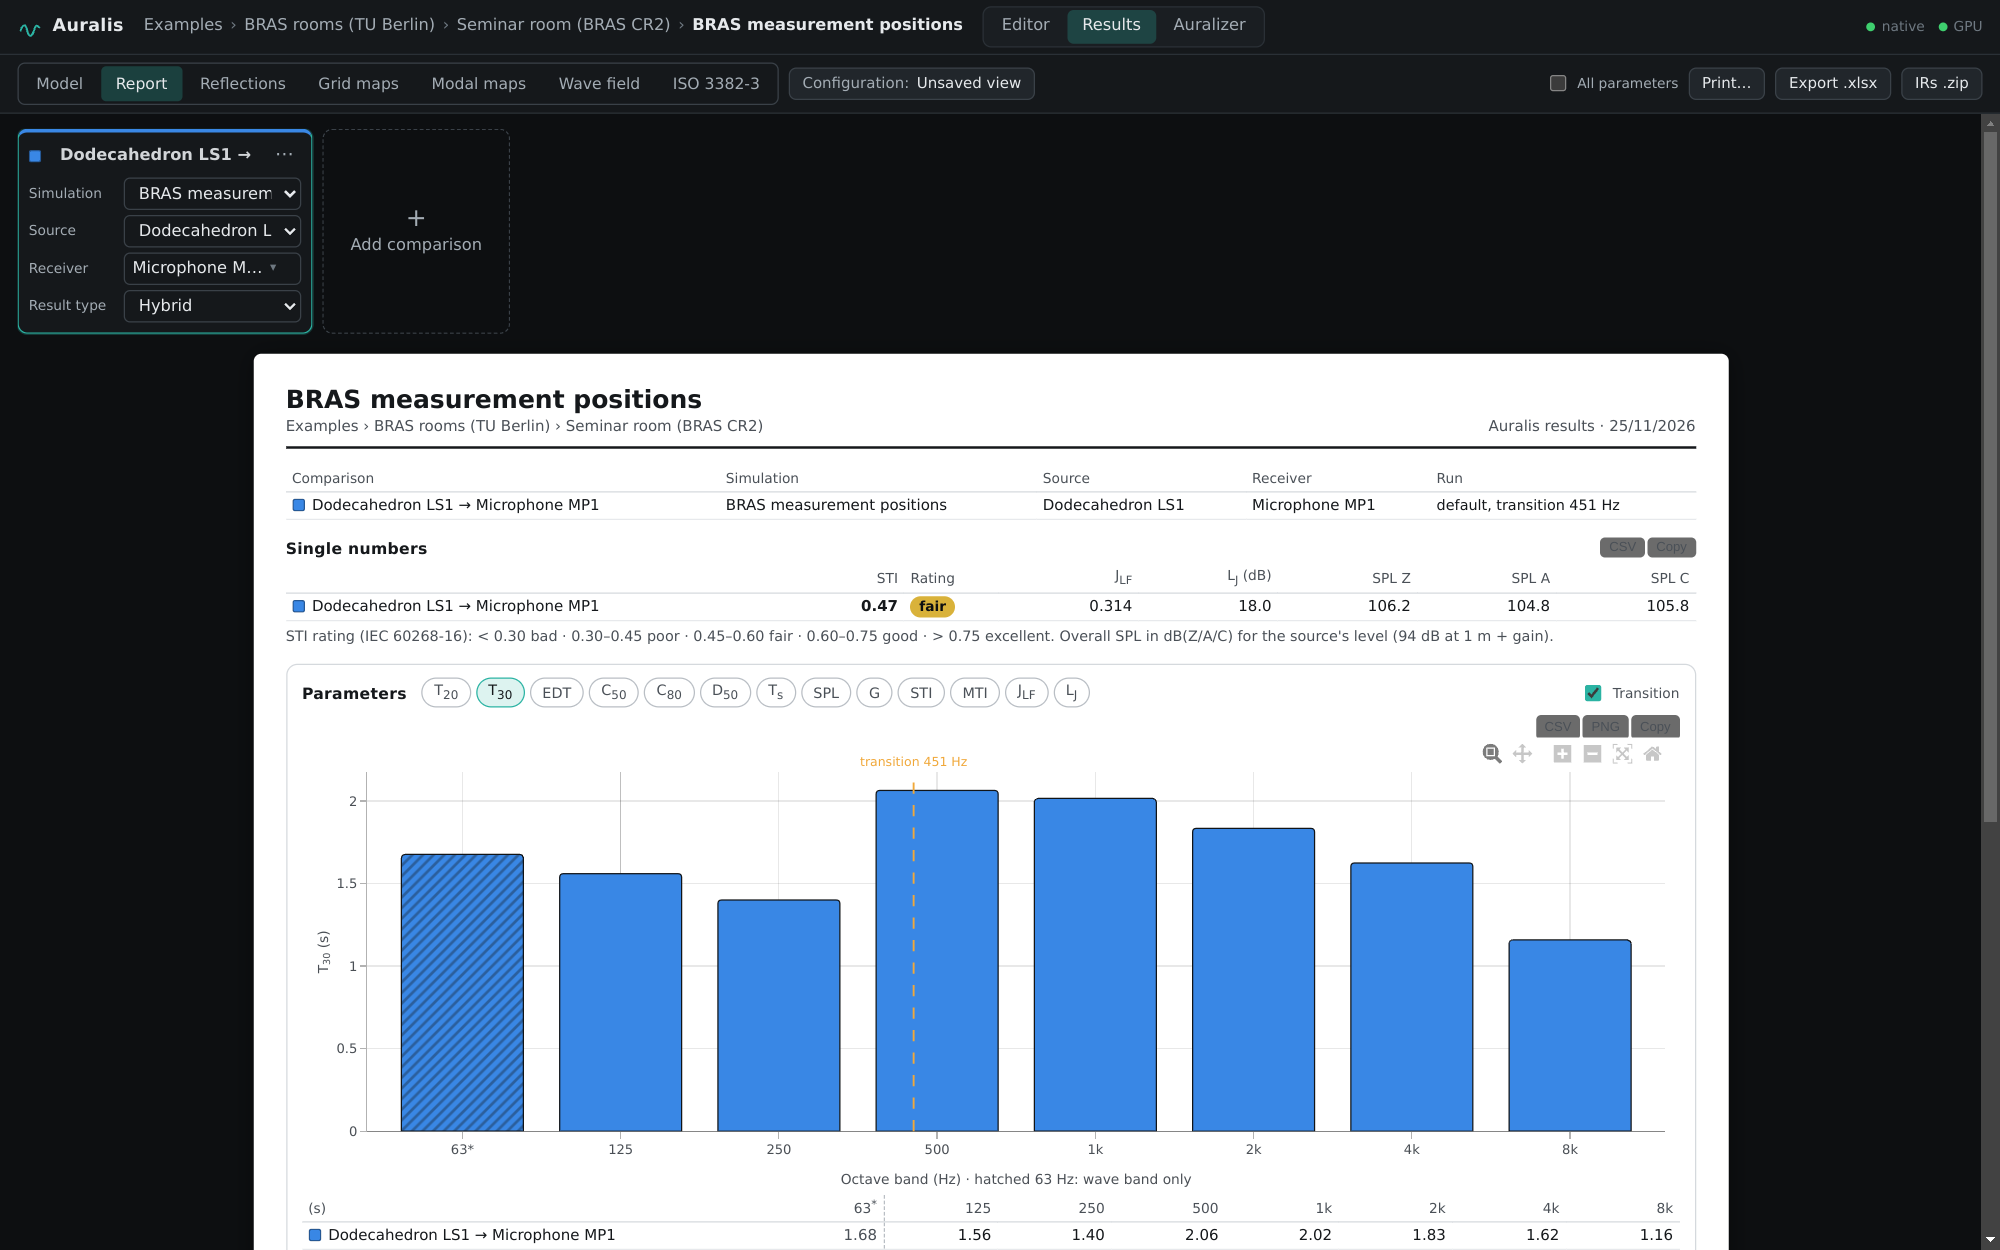 Auralis Examples › BRAS rooms (TU Berlin) › Seminar room (BRAS CR2) › BRAS measurement positions Editor Results Auralizer native GPU
Model Report Reflections Grid maps Modal maps Wave field ISO 3382-3 Configuration: Unsaved view All parameters Print... Export .xlsx IRs .zip
Dodecahedron LS1 → ···
Simulation BRAS measurem
Source Dodecahedron L
Receiver Microphone M...
Result type Hybrid
+
Add comparison
BRAS measurement positions
Examples › BRAS rooms (TU Berlin) › Seminar room (BRAS CR2) Auralis results · 25/11/2026
Comparison Simulation Source Receiver Run
Dodecahedron LS1 → Microphone MP1 BRAS measurement positions Dodecahedron LS1 Microphone MP1 default, transition 451 Hz
Single numbers CSV Copy
STI Rating JLF LJ (dB) SPL Z SPL A SPL C
Dodecahedron LS1 → Microphone MP1 0.47 fair 0.314 18.0 106.2 104.8 105.8
STI rating (IEC 60268-16): < 0.30 bad · 0.30–0.45 poor · 0.45–0.60 fair · 0.60–0.75 good · > 0.75 excellent. Overall SPL in dB(Z/A/C) for the source's level (94 dB at 1 m + gain).
Parameters T20 T30 EDT C50 C80 D50 Ts SPL G STI MTI JLF LJ Transition
CSV PNG Copy
transition 451 Hz
2
1.5
1
0.5
0
T30 (s)
63* 125 250 500 1k 2k 4k 8k
Octave band (Hz) · hatched 63 Hz: wave band only
(s) 63* 125 250 500 1k 2k 4k 8k
Dodecahedron LS1 → Microphone MP1 1.68 1.56 1.40 2.06 2.02 1.83 1.62 1.16